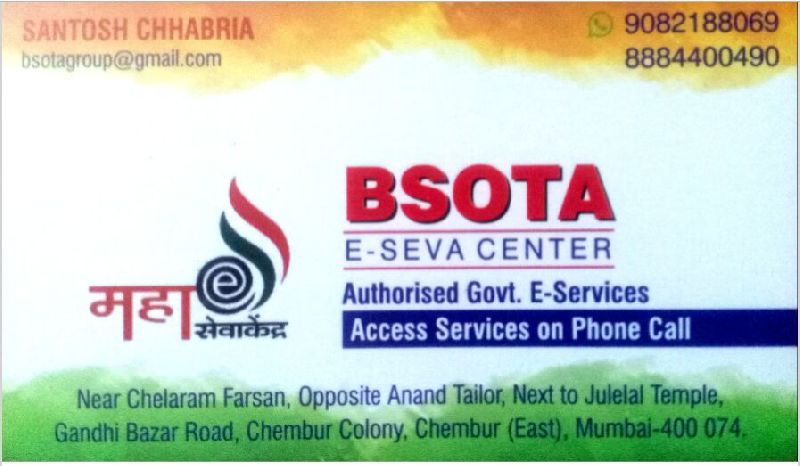 SANTOSH CHHABRIA
bsotagroup@gmail.com
9082188069
8884400490
BSOTA
E-SEVA CENTER
महा
e
सेवाकेंद्र
Authorised Govt. E-Services
Access Services on Phone Call
Near Chelaram Farsan, Opposite Anand Tailor, Next to Julelal Temple,
Gandhi Bazar Road, Chembur Colony, Chembur (East), Mumbai-400 074.